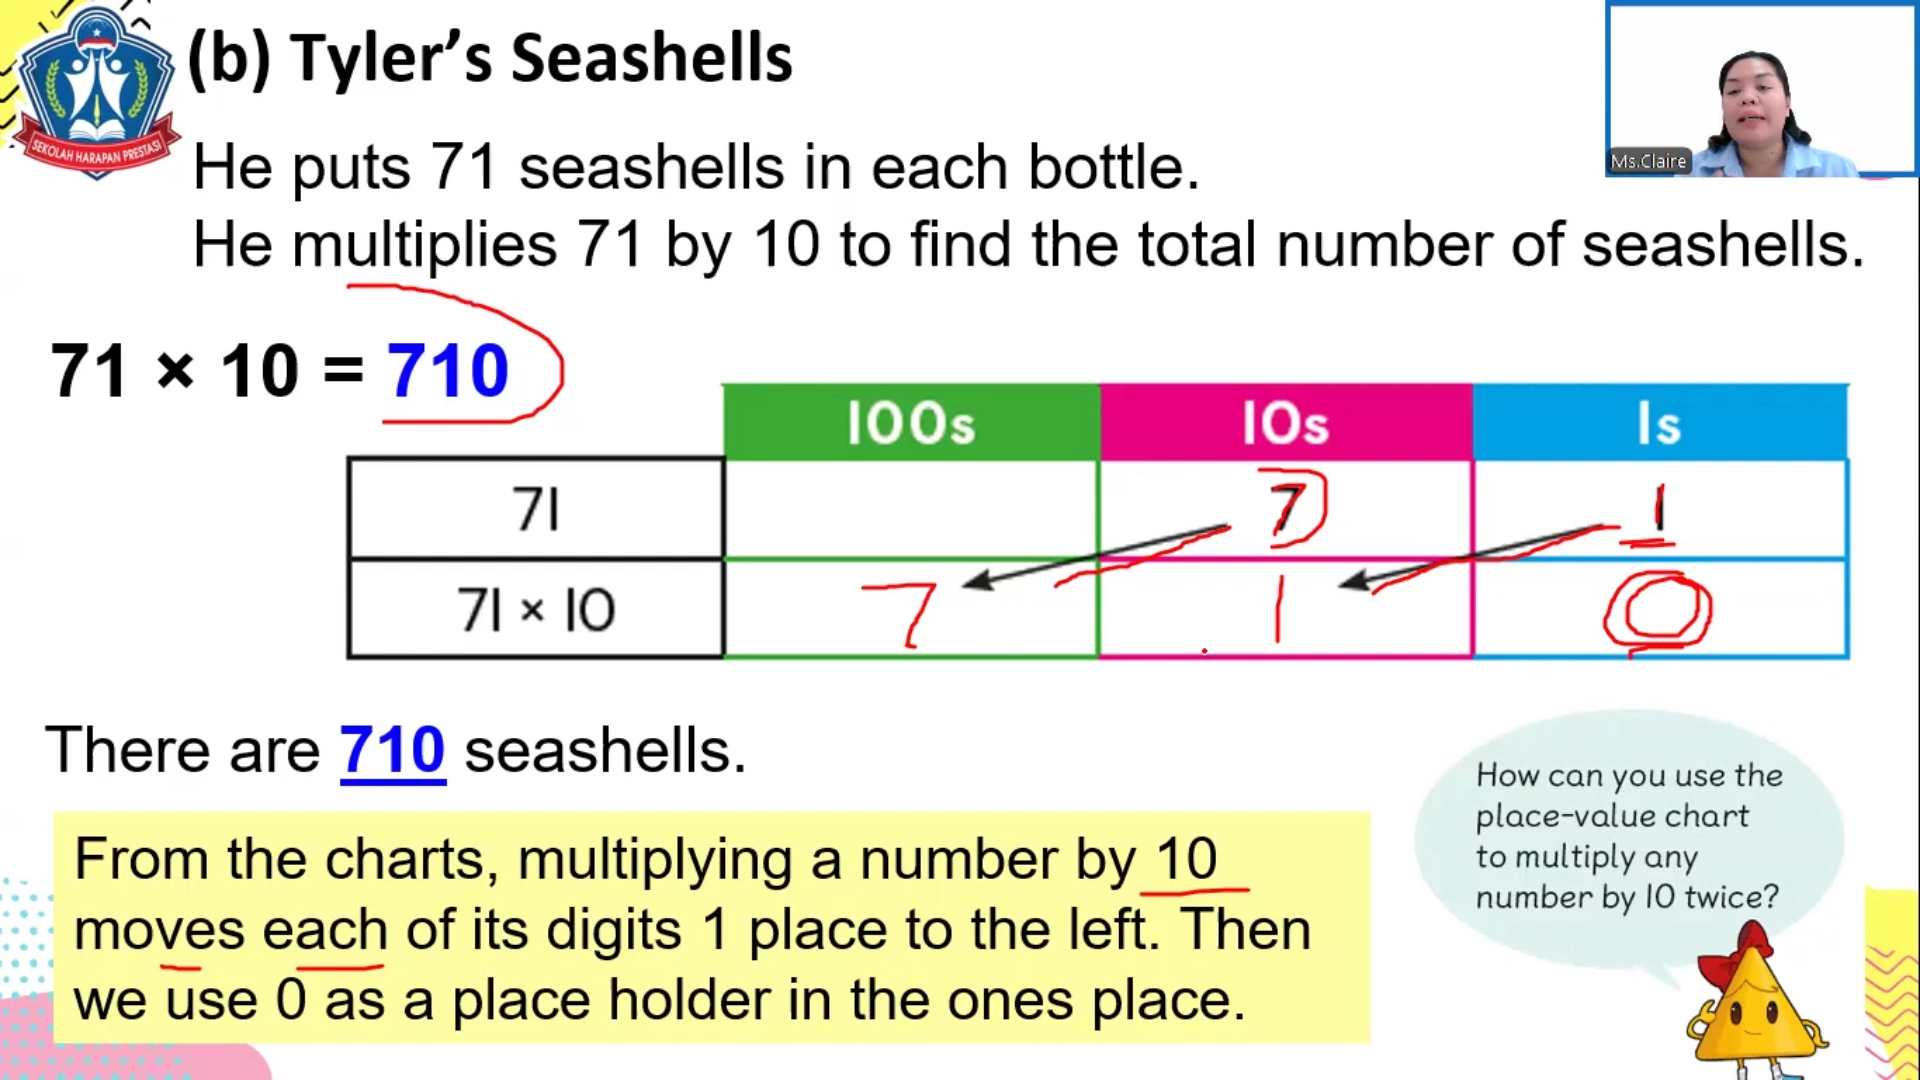 (b) Tyler’s Seashells
SEKOLAH HARAPAN PRESTASI
Ms.Claire
He puts 71 seashells in each bottle.
He multiplies 71 by 10 to find the total number of seashells.
71 × 10 = 710
100s 10s 1s
71 7 1
71 × 10 7 1 0
There are 710 seashells.
From the charts, multiplying a number by 10
moves each of its digits 1 place to the left. Then
we use 0 as a place holder in the ones place.
How can you use the
place-value chart
to multiply any
number by 10 twice?